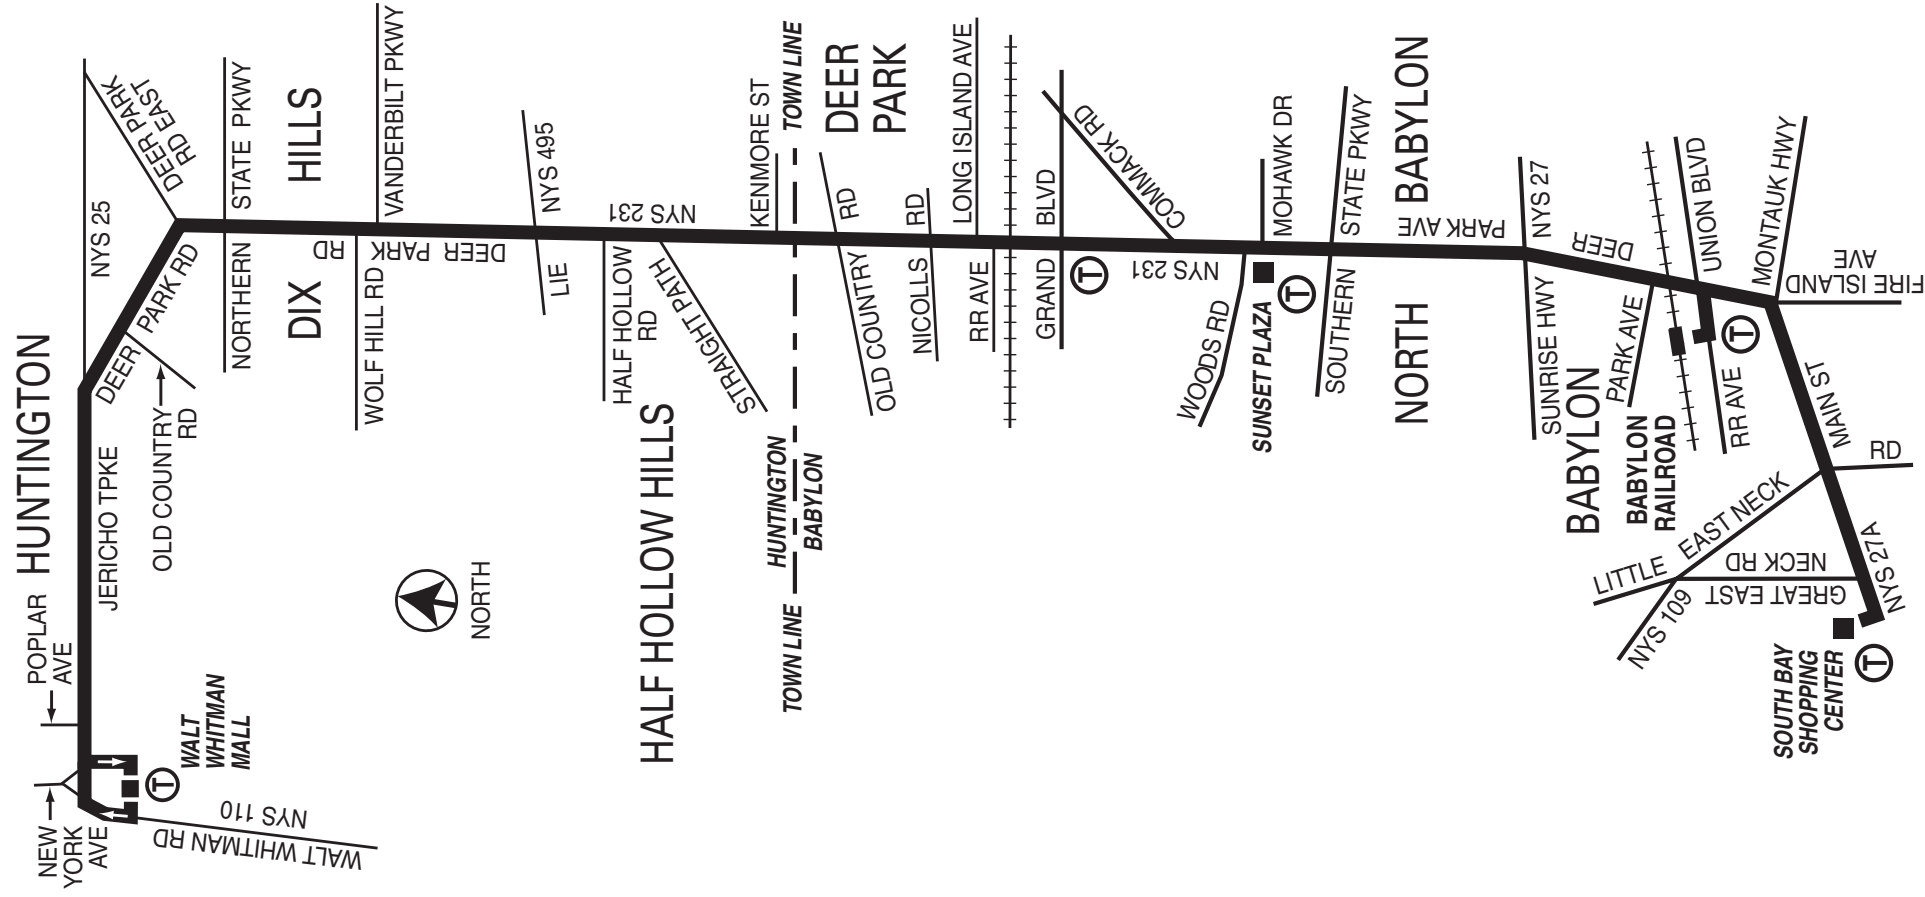 HUNTINGTON
NYS 25
JERICHO TPKE
POPLAR
AVE
NEW
YORK
AVE
WALT
WHITMAN
MALL
T
NYS 110
WALT WHITMAN RD
DEER PARK
RD EAST
DEER PARK
DEER PARK RD
OLD COUNTRY
RD
NORTHERN STATE PKWY
DIX HILLS
WOLF HILL RD
VANDERBILT PKWY
DEER PARK RD
LIE NYS 495
NORTH
HALF HOLLOW
RD
NYS 231
STRAIGHT PATH
HALF HOLLOW HILLS
KENMORE ST
TOWN LINE
HUNTINGTON
BABYLON
TOWN LINE
DEER
PARK
OLD COUNTRY RD
NICOLLS RD
LONG ISLAND AVE
RR AVE
GRAND BLVD
T
COMMACK RD
NYS 231
WOODS RD
MOHAWK DR
SUNSET PLAZA
T
SOUTHERN STATE PKWY
NORTH BABYLON
DEER PARK AVE
SUNRISE HWY NYS 27
BABYLON
PARK AVE
BABYLON
RAILROAD
UNION BLVD
RR AVE
T
MONTAUK HWY
FIRE ISLAND
AVE
MAIN ST
LITTLE EAST NECK RD
NYS 109
GREAT EAST
NECK RD
NYS 27A
SOUTH BAY
SHOPPING
CENTER
T